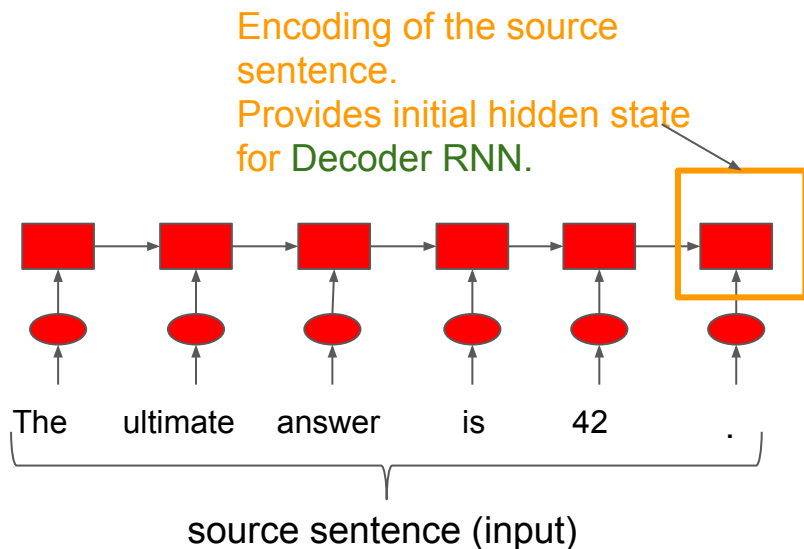 Encoding of the source
sentence.
Provides initial hidden state
for Decoder RNN.
The ultimate answer is 42 .
source sentence (input)